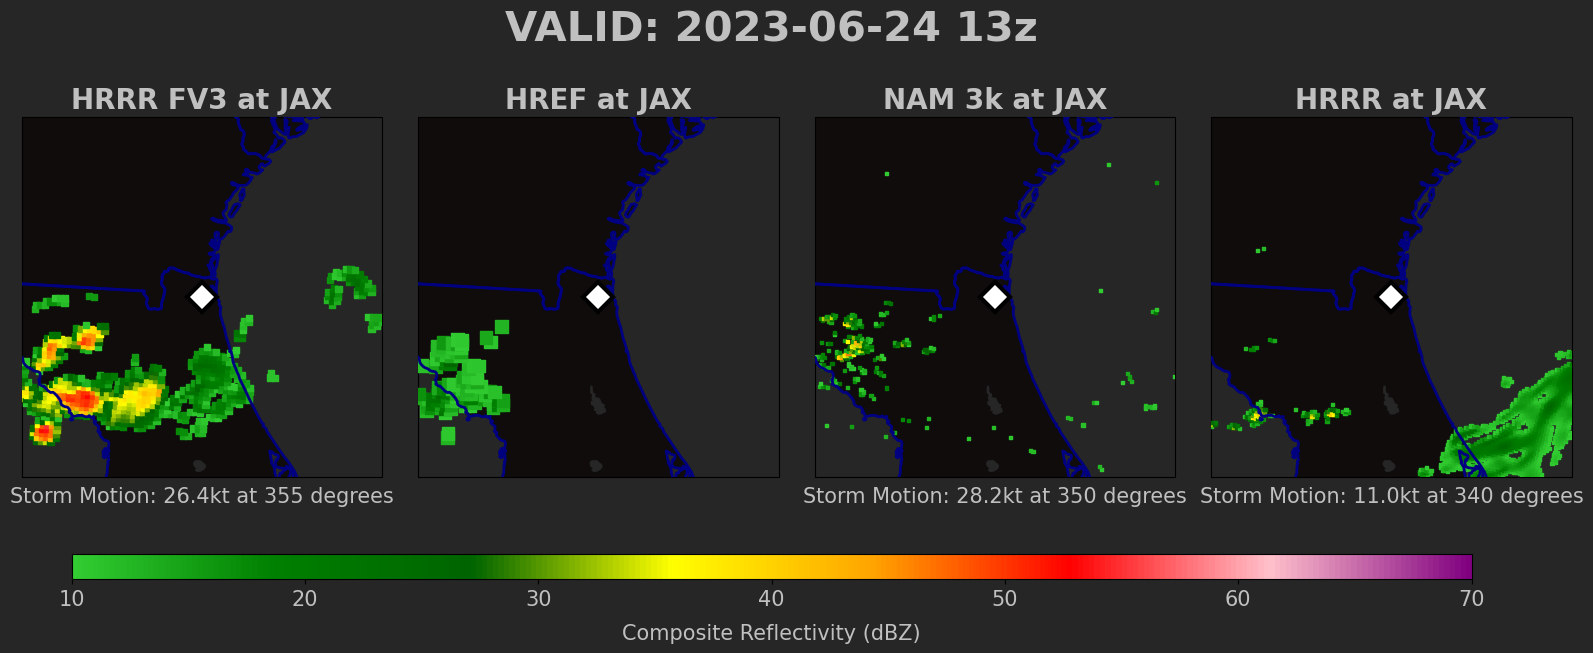 VALID: 2023-06-24 13z
HRRR FV3 at JAX
HREF at JAX
NAM 3k at JAX
HRRR at JAX
Storm Motion: 26.4kt at 355 degrees
Storm Motion: 28.2kt at 350 degrees
Storm Motion: 11.0kt at 340 degrees
10 20 30 40 50 60 70
Composite Reflectivity (dBZ)